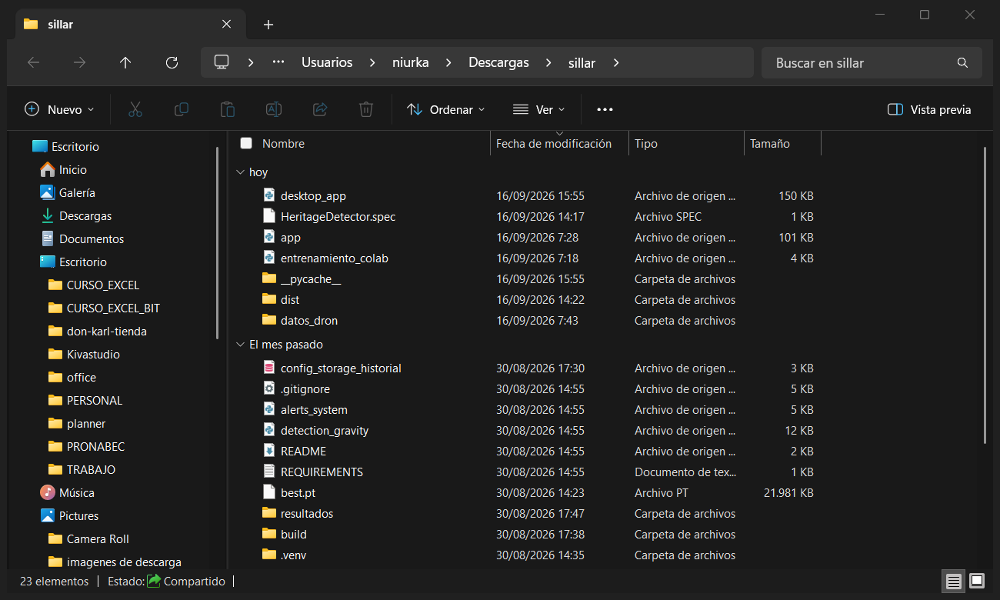 sillar
Usuarios niurka Descargas sillar
Buscar en sillar
Nuevo Ordenar Ver Vista previa
Escritorio
Inicio
Galería
Descargas
Documentos
Escritorio
CURSO_EXCEL
CURSO_EXCEL_BIT
don-karl-tienda
Kivastudio
office
PERSONAL
planner
PRONABEC
TRABAJO
Música
Pictures
Camera Roll
imagenes de descarga
Nombre Fecha de modificación Tipo Tamaño
hoy
desktop_app 16/09/2026 15:55 Archivo de origen ... 150 KB
HeritageDetector.spec 16/09/2026 14:17 Archivo SPEC 1 KB
app 16/09/2026 7:28 Archivo de origen ... 101 KB
entrenamiento_colab 16/09/2026 7:18 Archivo de origen ... 4 KB
__pycache__ 16/09/2026 15:55 Carpeta de archivos
dist 16/09/2026 14:22 Carpeta de archivos
datos_dron 16/09/2026 7:43 Carpeta de archivos
El mes pasado
config_storage_historial 30/08/2026 17:30 Archivo de origen ... 3 KB
.gitignore 30/08/2026 14:55 Archivo de origen ... 5 KB
alerts_system 30/08/2026 14:55 Archivo de origen ... 5 KB
detection_gravity 30/08/2026 14:55 Archivo de origen ... 12 KB
README 30/08/2026 14:55 Archivo de origen ... 2 KB
REQUIREMENTS 30/08/2026 14:55 Documento de tex... 1 KB
best.pt 30/08/2026 14:23 Archivo PT 21.981 KB
resultados 30/08/2026 17:47 Carpeta de archivos
build 30/08/2026 17:38 Carpeta de archivos
.venv 30/08/2026 14:35 Carpeta de archivos
23 elementos Estado: Compartido